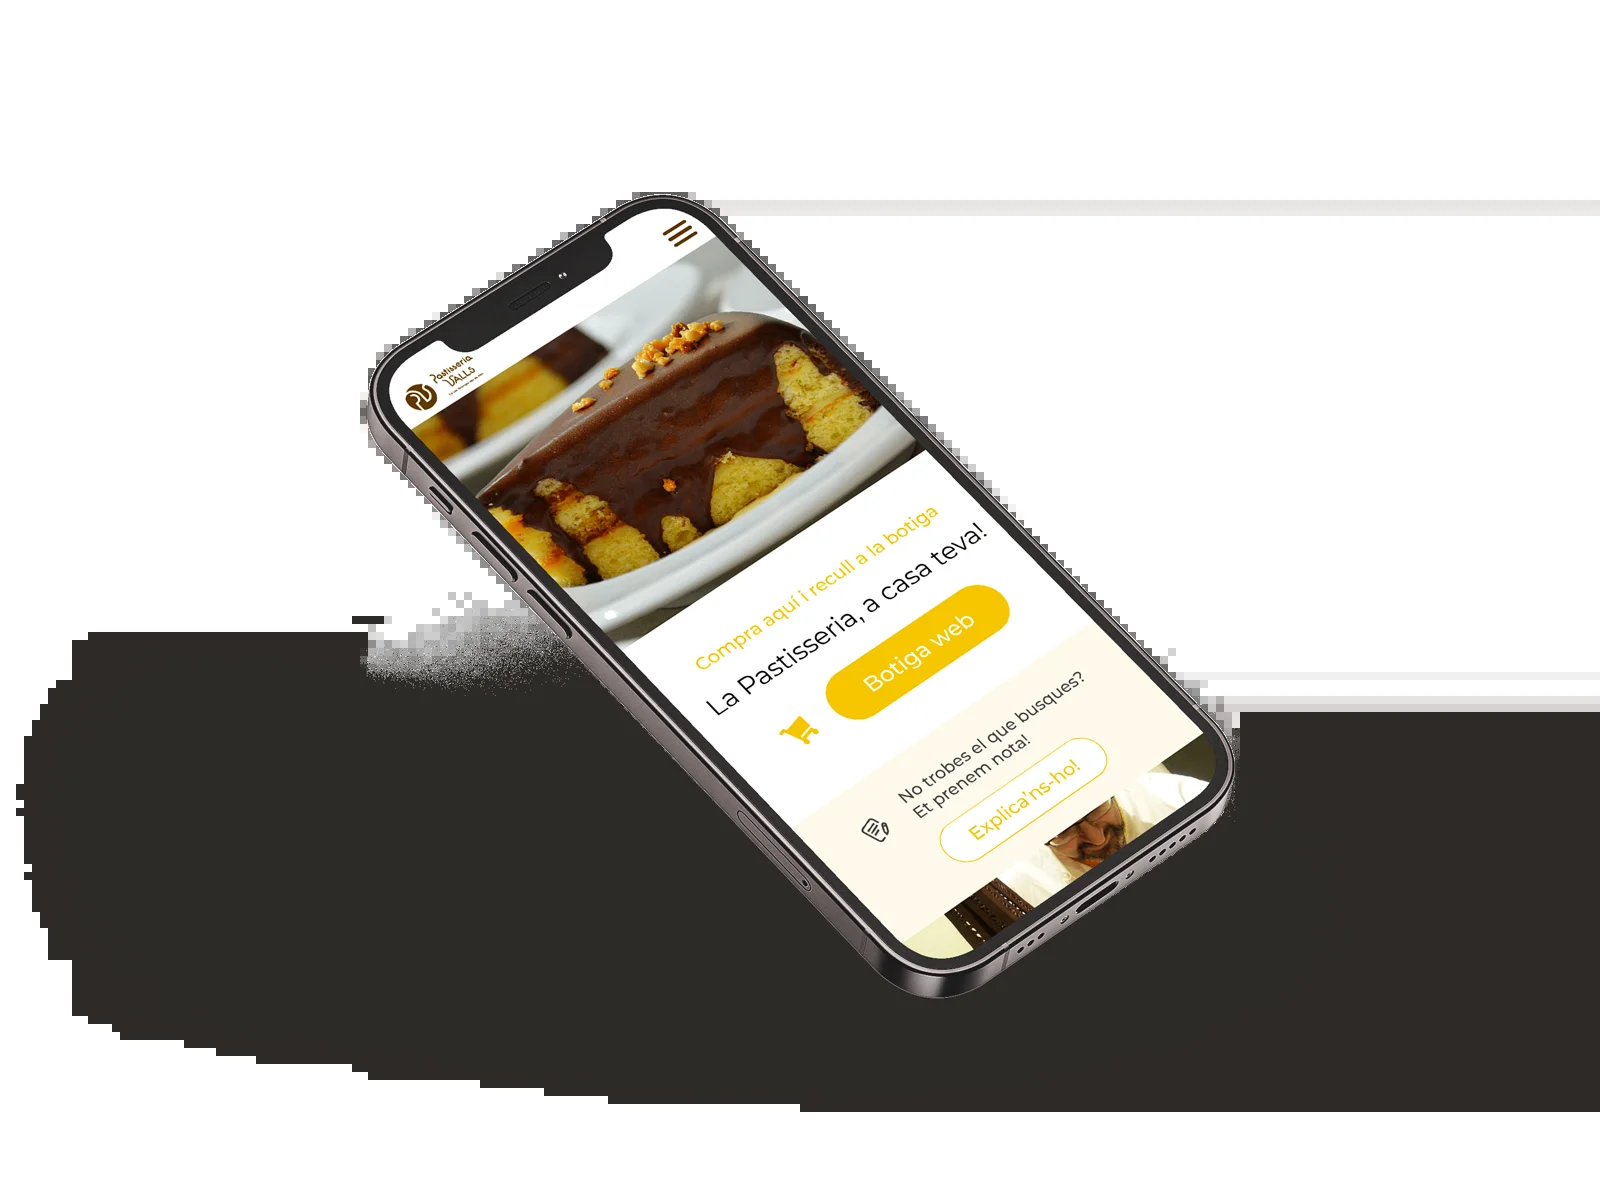 Pastisseria
VALLS
Compra aquí i recull a la botiga
La Pastisseria, a casa teva!
Botiga web
No trobes el que busques?
Et prenem nota!
Explica'ns-ho!